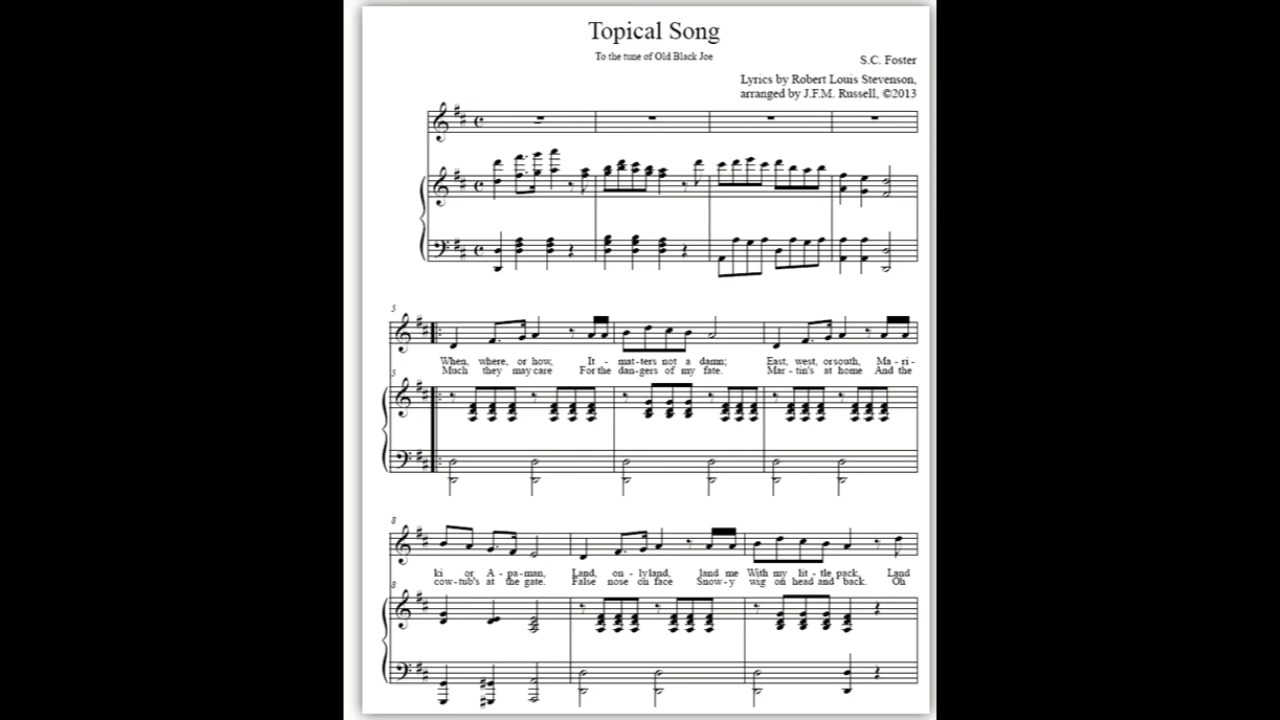 Topical Song
To the tune of Old Black Joe
S.C. Foster
Lyrics by Robert Louis Stevenson,
arranged by J.F.M. Russell, ©2013
5
When, where, or how, It - mat-ters not a damn; East, west, orsouth, Ma-ri-
Much they may care For the dan-gers of my fate. Mar-tin's at home And the
5
8
ki or A-pa-man, Land, on-ly land, land me With my lit-tle pack, Land
cow-tub's at the gate. False nose on face Snow-y wig on head and back. Oh
8